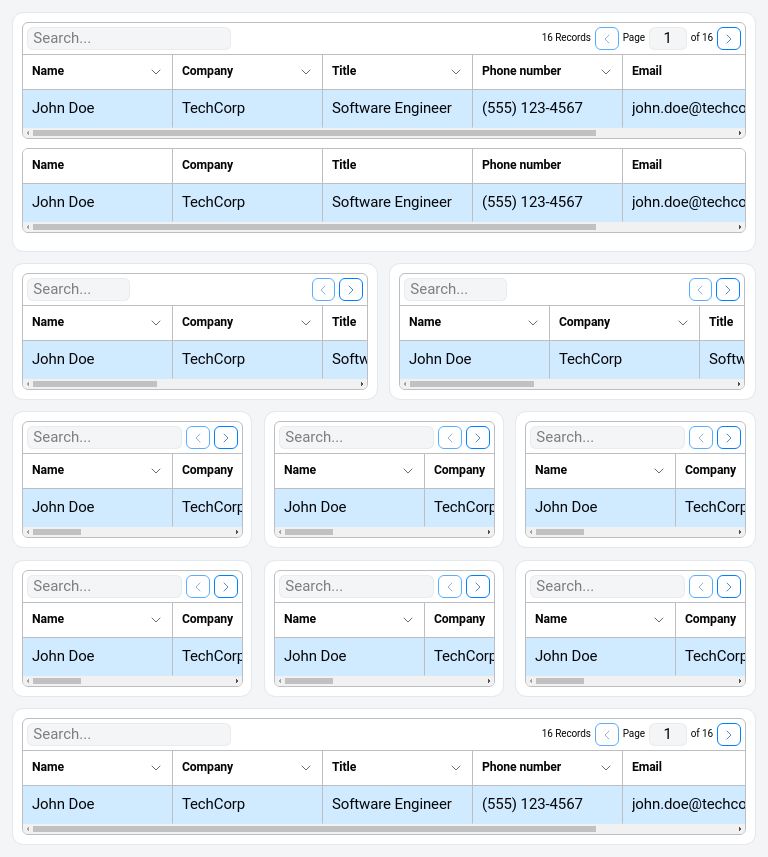 Search... 16 Records Page 1 of 16
Name Company Title Phone number Email
John Doe TechCorp Software Engineer (555) 123-4567 john.doe@techco
Name Company Title Phone number Email
John Doe TechCorp Software Engineer (555) 123-4567 john.doe@techco
Search... Search...
Name Company Title Name Company Title
John Doe TechCorp Softw John Doe TechCorp Softw
Search... Search... Search...
Name Company Name Company Name Company
John Doe TechCorp John Doe TechCorp John Doe TechCorp
Search... Search... Search...
Name Company Name Company Name Company
John Doe TechCorp John Doe TechCorp John Doe TechCorp
Search... 16 Records Page 1 of 16
Name Company Title Phone number Email
John Doe TechCorp Software Engineer (555) 123-4567 john.doe@techco